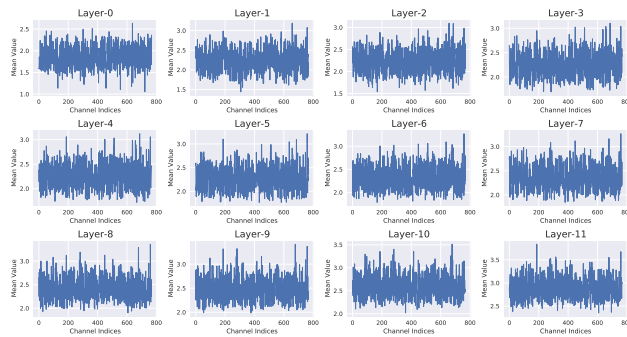 Layer-0 Layer-1 Layer-2 Layer-3
2.5 3.0 3.0 3.0
2.0 2.5 2.5 2.5
1.5 2.0 2.0 2.0
1.0 1.5 1.5 1.5
Mean Value Mean Value Mean Value Mean Value
0 200 400 600 800 0 200 400 600 800 0 200 400 600 800 0 200 400 600
Channel Indices Channel Indices Channel Indices Channel Indices
Layer-4 Layer-5 Layer-6 Layer-7
3.0 3.0 3.0 3.0
2.5 2.5 2.5 2.5
2.0 2.0 2.0 2.0
Mean Value Mean Value Mean Value Mean Value
0 200 400 600 800 0 200 400 600 800 0 200 400 600 800 0 200 400 600
Channel Indices Channel Indices Channel Indices Channel Indices
Layer-8 Layer-9 Layer-10 Layer-11
3.0 3.0 3.5 3.5
2.5 2.5 3.0 3.0
2.0 2.0 2.5 2.5
2.0
Mean Value Mean Value Mean Value Mean Value
0 200 400 600 800 0 200 400 600 800 0 200 400 600 800 0 200 400 600
Channel Indices Channel Indices Channel Indices Channel Indices